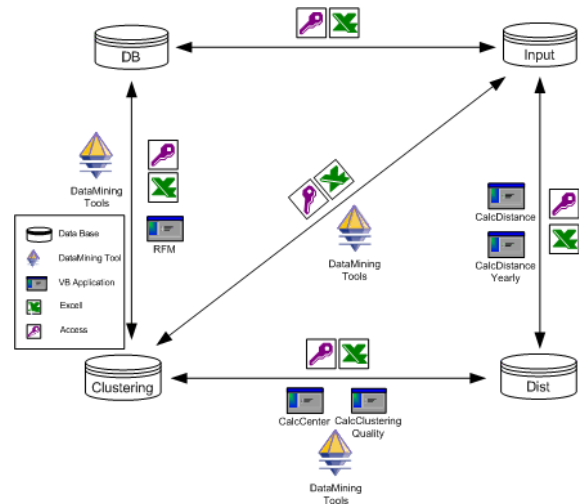 DB
Input
DataMining
Tools
RFM
CalcDistance
CalcDistance
Yearly
DataMining
Tools
Data Base
DataMining Tool
VB Application
Excell
Access
Clustering
Dist
CalcCenter
CalcClustering
Quality
DataMining
Tools